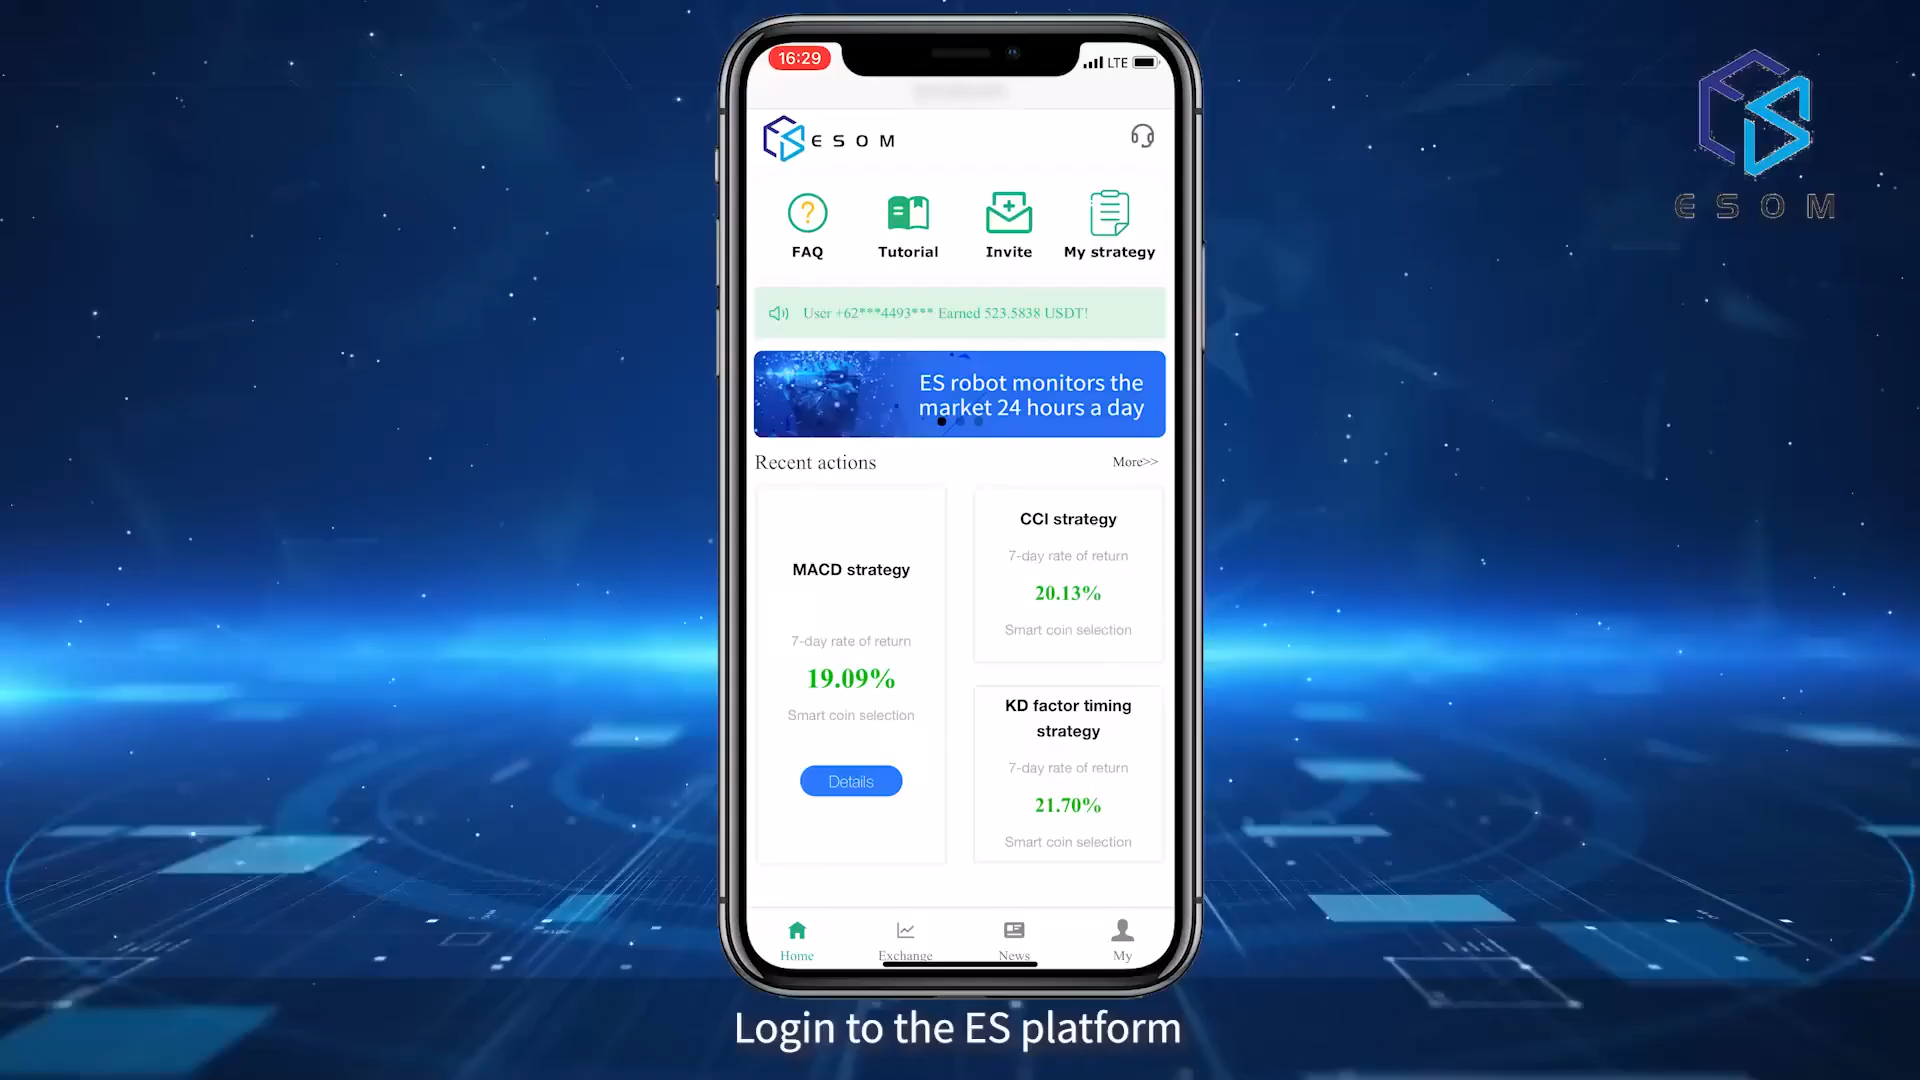 16:29
LTE
ESOM
ESOM
FAQ
Tutorial
Invite
My strategy
User +62***4493*** Earned 523.5838 USDT!
ES robot monitors the
market 24 hours a day
Recent actions
More>>
MACD strategy
7-day rate of return
19.09%
Smart coin selection
Details
CCI strategy
7-day rate of return
20.13%
Smart coin selection
KD factor timing
strategy
7-day rate of return
21.70%
Smart coin selection
Home
Exchange
News
My
Login to the ES platform